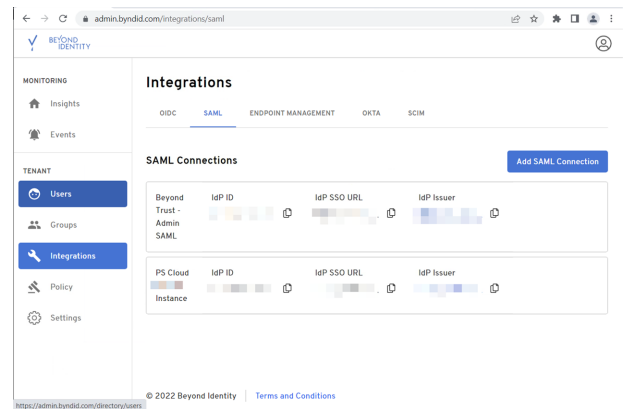 admin.byndid.com/integrations/saml
BEYOND
IDENTITY
MONITORING
Insights
Events
TENANT
Users
Groups
Integrations
Policy
Settings
Integrations
OIDC SAML ENDPOINT MANAGEMENT OKTA SCIM
SAML Connections
Add SAML Connection
Beyond
Trust -
Admin
SAML
IdP ID IdP SSO URL IdP Issuer
PS Cloud
Instance
IdP ID IdP SSO URL IdP Issuer
© 2022 Beyond Identity Terms and Conditions
https://admin.byndid.com/directory/users